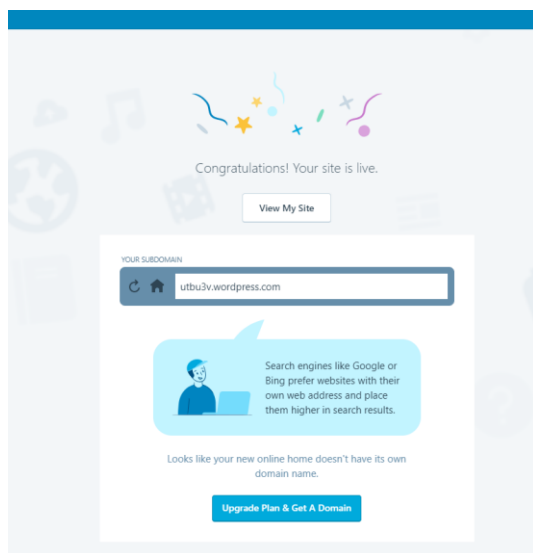 Congratulations! Your site is live.
View My Site
YOUR SUBDOMAIN
utbu3v.wordpress.com
Search engines like Google or
Bing prefer websites with their
own web address and place
them higher in search results.
Looks like your new online home doesn't have its own
domain name.
Upgrade Plan & Get A Domain